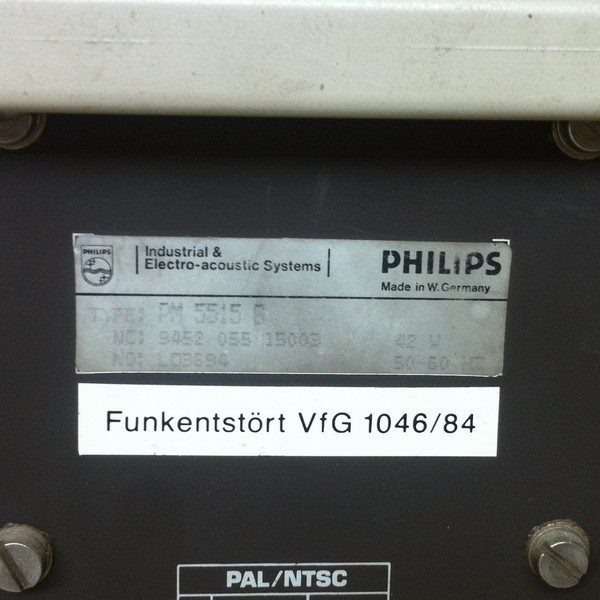 PHILIPS
Industrial &
Electro-acoustic Systems
PHILIPS
Made in W. Germany
TYPE: PM 5515
NC: 9452 055 15003 42 W
NO: LO3694 50-60 HZ
Funkentstört VfG 1046/84
PAL/NTSC